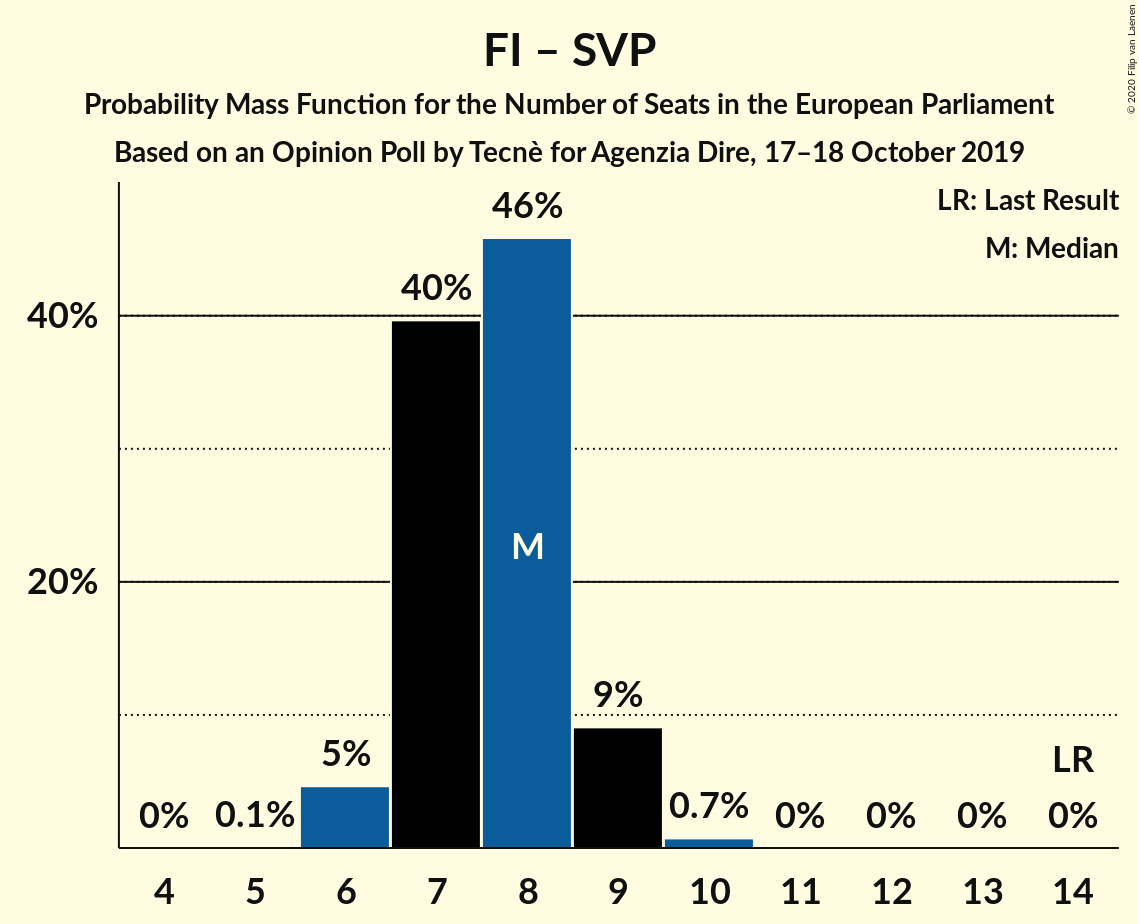 FI – SVP
Probability Mass Function for the Number of Seats in the European Parliament
Based on an Opinion Poll by Tecnè for Agenzia Dire, 17–18 October 2019
© 2020 Filip van Laenen
LR: Last Result
M: Median
46%
40%
40%
M
20%
9%
5%
LR
0% 0.1% 0.7% 0% 0% 0% 0%
4 5 6 7 8 9 10 11 12 13 14